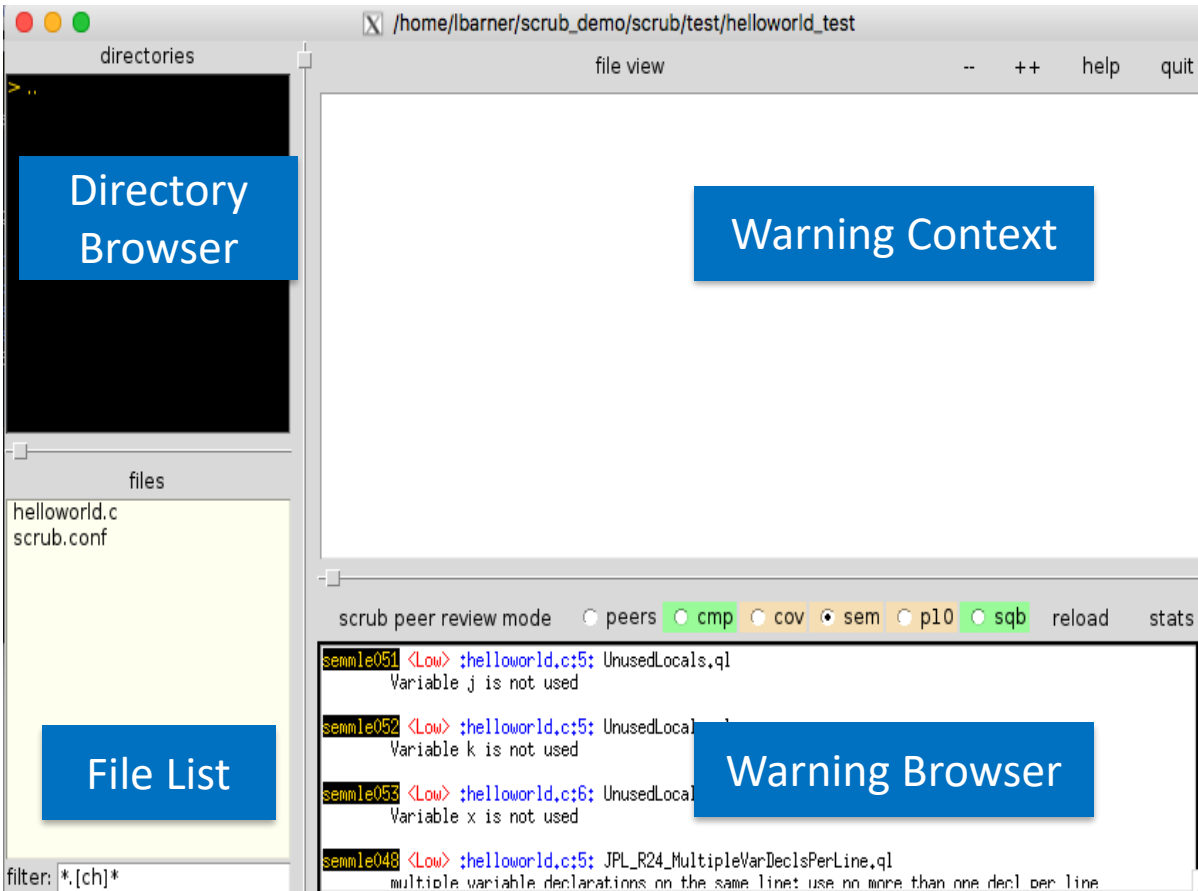 /home/lbarner/scrub_demo/scrub/test/helloworld_test
directories
> ..
Directory
Browser
files
helloworld.c
scrub.conf
File List
filter: *.[ch]*
file view -- ++ help quit
Warning Context
scrub peer review mode peers cmp cov sem p10 sqb reload stats
semmle051 <Low> :helloworld.c:5: UnusedLocals.ql
Variable j is not used
semmle052 <Low> :helloworld.c:5: UnusedLocal
Variable k is not used
semmle053 <Low> :helloworld.c:6: UnusedLocal
Variable x is not used
Warning Browser
semmle048 <Low> :helloworld.c:5: JPL_R24_MultipleVarDeclsPerLine.ql
multiple variable declarations on the same line: use no more than one decl per line